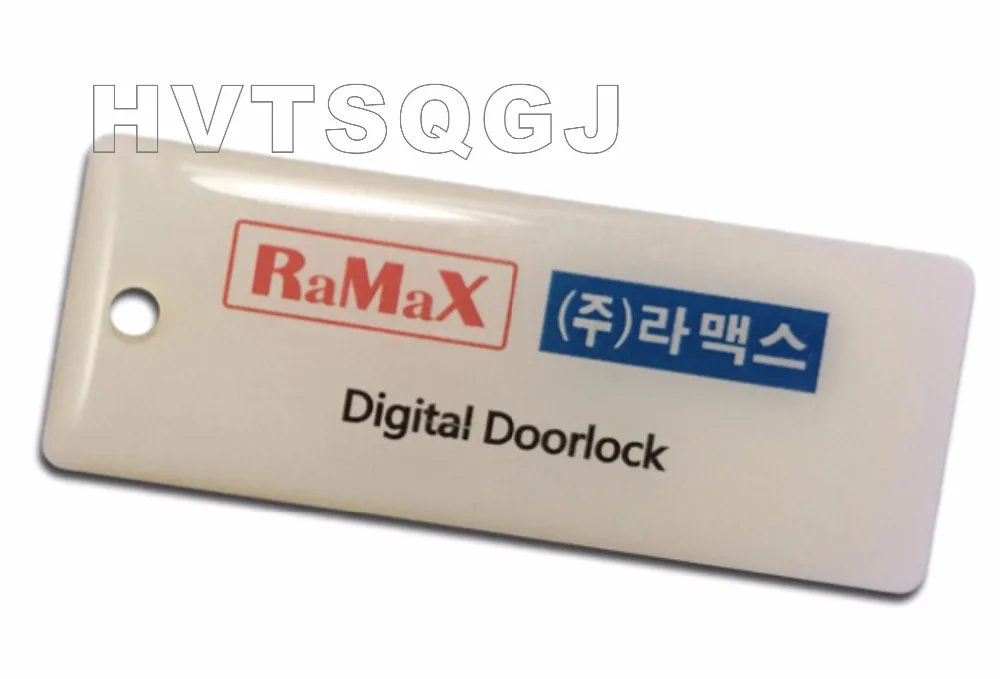 HVTSQGJ
RaMaX (주)라맥스
Digital Doorlock